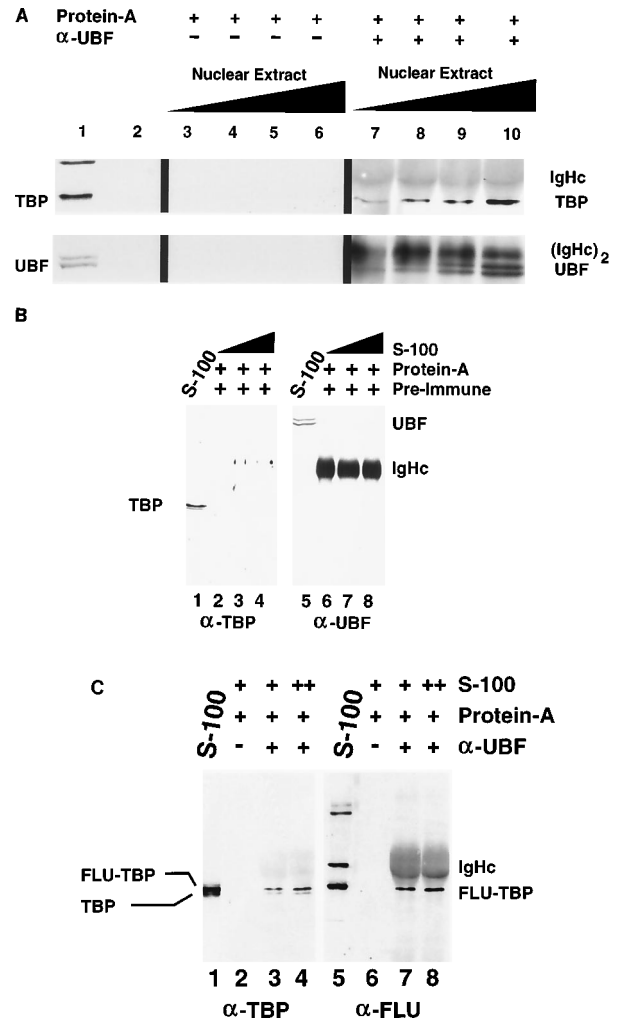 A
Protein-A + + + + + + + +
α-UBF - - - - + + + +
Nuclear Extract Nuclear Extract
1 2 3 4 5 6 7 8 9 10
IgHc
TBP TBP
(IgHc)2
UBF UBF
B
S-100 S-100 S-100
+ + + + + + Protein-A
+ + + + + + Pre-Immune
UBF
IgHc
TBP
1 2 3 4 5 6 7 8
α-TBP α-UBF
C
S-100 + + ++ S-100 + + ++ S-100
+ + + + + + Protein-A
- + + - + + α-UBF
FLU-TBP IgHc
TBP FLU-TBP
1 2 3 4 5 6 7 8
α-TBP α-FLU